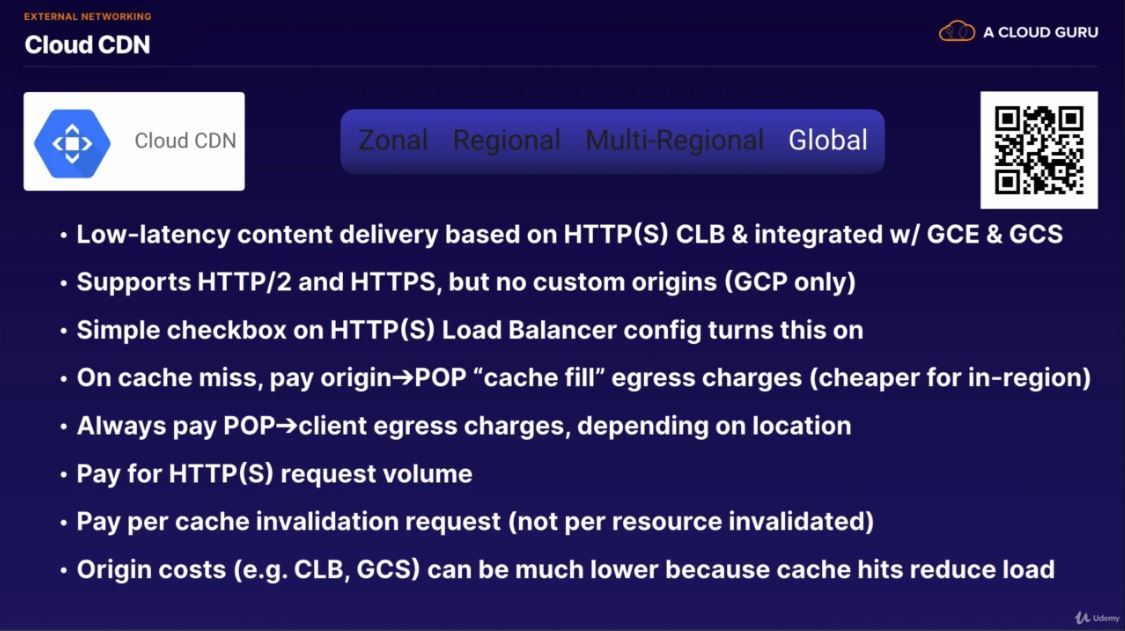 EXTERNAL NETWORKING
Cloud CDN
A CLOUD GURU
Cloud CDN
Zonal Regional Multi-Regional Global
• Low-latency content delivery based on HTTP(S) CLB & integrated w/ GCE & GCS
• Supports HTTP/2 and HTTPS, but no custom origins (GCP only)
• Simple checkbox on HTTP(S) Load Balancer config turns this on
• On cache miss, pay origin➔POP “cache fill” egress charges (cheaper for in-region)
• Always pay POP➔client egress charges, depending on location
• Pay for HTTP(S) request volume
• Pay per cache invalidation request (not per resource invalidated)
• Origin costs (e.g. CLB, GCS) can be much lower because cache hits reduce load
Udemy